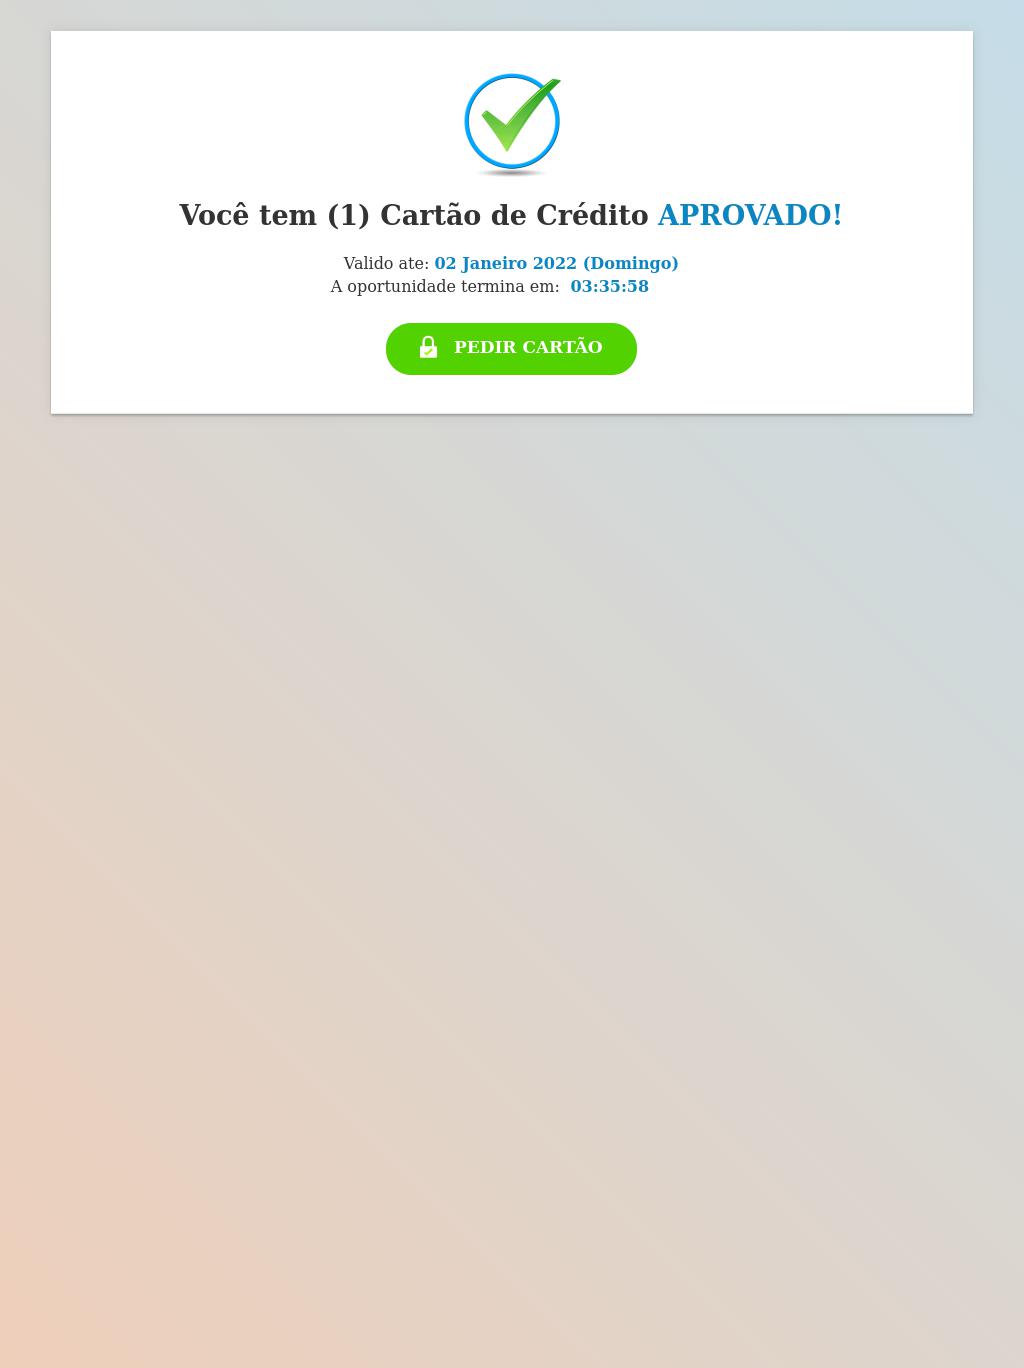 Você tem (1) Cartão de Crédito APROVADO!
Valido ate: 02 Janeiro 2022 (Domingo)
A oportunidade termina em: 03:35:58
PEDIR CARTÃO